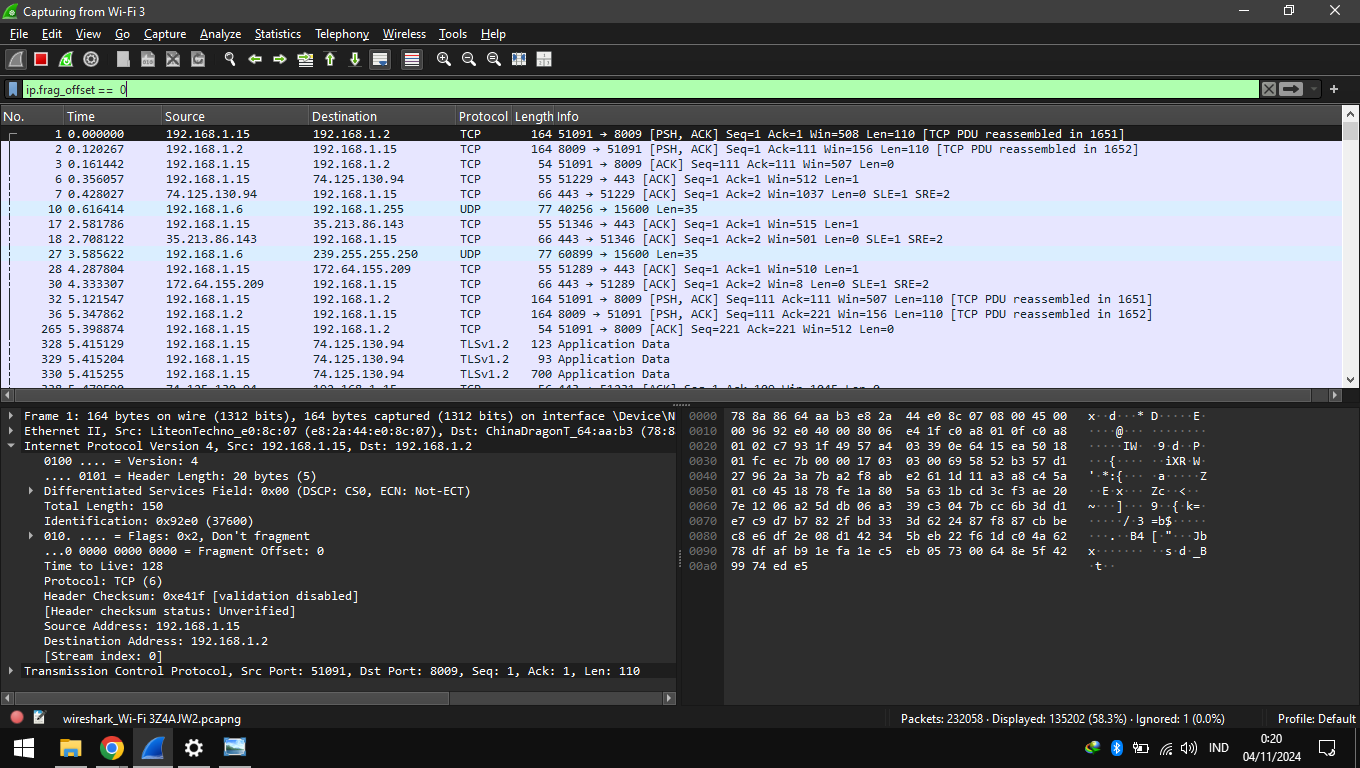 Capturing from Wi-Fi 3
File Edit View Go Capture Analyze Statistics Telephony Wireless Tools Help
ip.frag_offset == 0
No. Time Source Destination Protocol Length Info
1 0.000000 192.168.1.15 192.168.1.2 TCP 164 51091 → 8009 [PSH, ACK] Seq=1 Ack=1 Win=508 Len=110 [TCP PDU reassembled in 1651]
2 0.120267 192.168.1.2 192.168.1.15 TCP 164 8009 → 51091 [PSH, ACK] Seq=1 Ack=111 Win=156 Len=110 [TCP PDU reassembled in 1652]
3 0.161442 192.168.1.15 192.168.1.2 TCP 54 51091 → 8009 [ACK] Seq=111 Ack=111 Win=507 Len=0
6 0.356057 192.168.1.15 74.125.130.94 TCP 55 51229 → 443 [ACK] Seq=1 Ack=1 Win=512 Len=1
7 0.428027 74.125.130.94 192.168.1.15 TCP 66 443 → 51229 [ACK] Seq=1 Ack=2 Win=1037 Len=0 SLE=1 SRE=2
10 0.616414 192.168.1.6 192.168.1.255 UDP 77 40256 → 15600 Len=35
17 2.581786 192.168.1.15 35.213.86.143 TCP 55 51346 → 443 [ACK] Seq=1 Ack=1 Win=515 Len=1
18 2.708122 35.213.86.143 192.168.1.15 TCP 66 443 → 51346 [ACK] Seq=1 Ack=2 Win=501 Len=0 SLE=1 SRE=2
27 3.585622 192.168.1.6 239.255.255.250 UDP 77 60899 → 15600 Len=35
28 4.287804 192.168.1.15 172.64.155.209 TCP 55 51289 → 443 [ACK] Seq=1 Ack=1 Win=510 Len=1
30 4.333307 172.64.155.209 192.168.1.15 TCP 66 443 → 51289 [ACK] Seq=1 Ack=2 Win=8 Len=0 SLE=1 SRE=2
32 5.121547 192.168.1.15 192.168.1.2 TCP 164 51091 → 8009 [PSH, ACK] Seq=111 Ack=111 Win=507 Len=110 [TCP PDU reassembled in 1651]
36 5.347862 192.168.1.2 192.168.1.15 TCP 164 8009 → 51091 [PSH, ACK] Seq=111 Ack=221 Win=156 Len=110 [TCP PDU reassembled in 1652]
265 5.398874 192.168.1.15 192.168.1.2 TCP 54 51091 → 8009 [ACK] Seq=221 Ack=221 Win=512 Len=0
328 5.415129 192.168.1.15 74.125.130.94 TLSv1.2 123 Application Data
329 5.415204 192.168.1.15 74.125.130.94 TLSv1.2 93 Application Data
330 5.415255 192.168.1.15 74.125.130.94 TLSv1.2 700 Application Data
Frame 1: 164 bytes on wire (1312 bits), 164 bytes captured (1312 bits) on interface \Device\N
Ethernet II, Src: LiteonTechno_e0:8c:07 (e8:2a:44:e0:8c:07), Dst: ChinaDragonT_64:aa:b3 (78:8
Internet Protocol Version 4, Src: 192.168.1.15, Dst: 192.168.1.2
0100 .... = Version: 4
.... 0101 = Header Length: 20 bytes (5)
Differentiated Services Field: 0x00 (DSCP: CS0, ECN: Not-ECT)
Total Length: 150
Identification: 0x92e0 (37600)
010. .... = Flags: 0x2, Don't fragment
...0 0000 0000 0000 = Fragment Offset: 0
Time to Live: 128
Protocol: TCP (6)
Header Checksum: 0xe41f [validation disabled]
[Header checksum status: Unverified]
Source Address: 192.168.1.15
Destination Address: 192.168.1.2
[Stream index: 0]
Transmission Control Protocol, Src Port: 51091, Dst Port: 8009, Seq: 1, Ack: 1, Len: 110
0000 78 8a 86 64 aa b3 e8 2a 44 e0 8c 07 08 00 45 00 x··d···* D·····E·
0010 00 96 92 e0 40 00 80 06 e4 1f c0 a8 01 0f c0 a8 ····@··· ········
0020 01 02 c7 93 1f 49 57 a4 03 39 0e 64 15 ea 50 18 ·····IW· ·9·d··P·
0030 01 fc ec 7b 00 00 17 03 03 00 69 58 52 b3 57 d1 ···{···· ··iXR·W·
0040 27 96 2a 3a 7b a2 f8 ab e2 61 1d 11 a3 a8 c4 5a '·*:{··· ·a·····Z
0050 01 c0 45 18 78 fe 1a 80 5a 63 1b cd 3c f3 ae 20 ··E·x··· Zc··<··
0060 7e 12 06 a2 5d db 06 a3 39 c3 04 7b cc 6b 3d d1 ~···]··· 9··{·k=·
0070 e7 c9 d7 b7 82 2f bd 33 3d 62 24 87 f8 87 cb be ·····/·3 =b$·····
0080 c8 e6 df 2e 08 d1 42 34 5b eb 22 f6 1d c0 4a 62 ···.··B4 [·"···Jb
0090 78 df af b9 1e fa 1e c5 eb 05 73 00 64 8e 5f 42 x······· ··s·d·_B
00a0 99 74 ed e5 ·t··
wireshark_Wi-Fi 3Z4AJW2.pcapng
Packets: 232058 · Displayed: 135202 (58.3%) · Ignored: 1 (0.0%)
Profile: Default
IND
0:20
04/11/2024